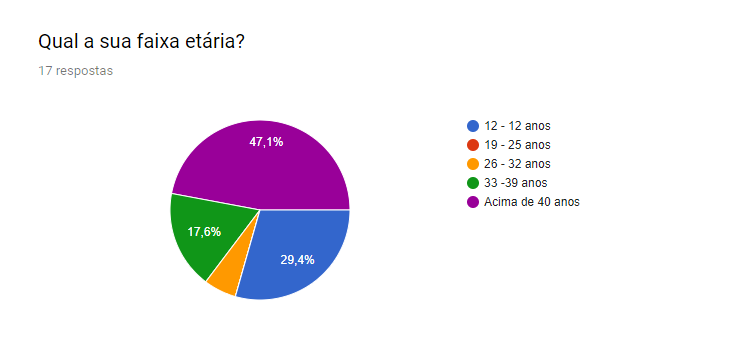 Qual a sua faixa etária?
17 respostas
47,1%
17,6%
29,4%
12 - 12 anos
19 - 25 anos
26 - 32 anos
33 -39 anos
Acima de 40 anos